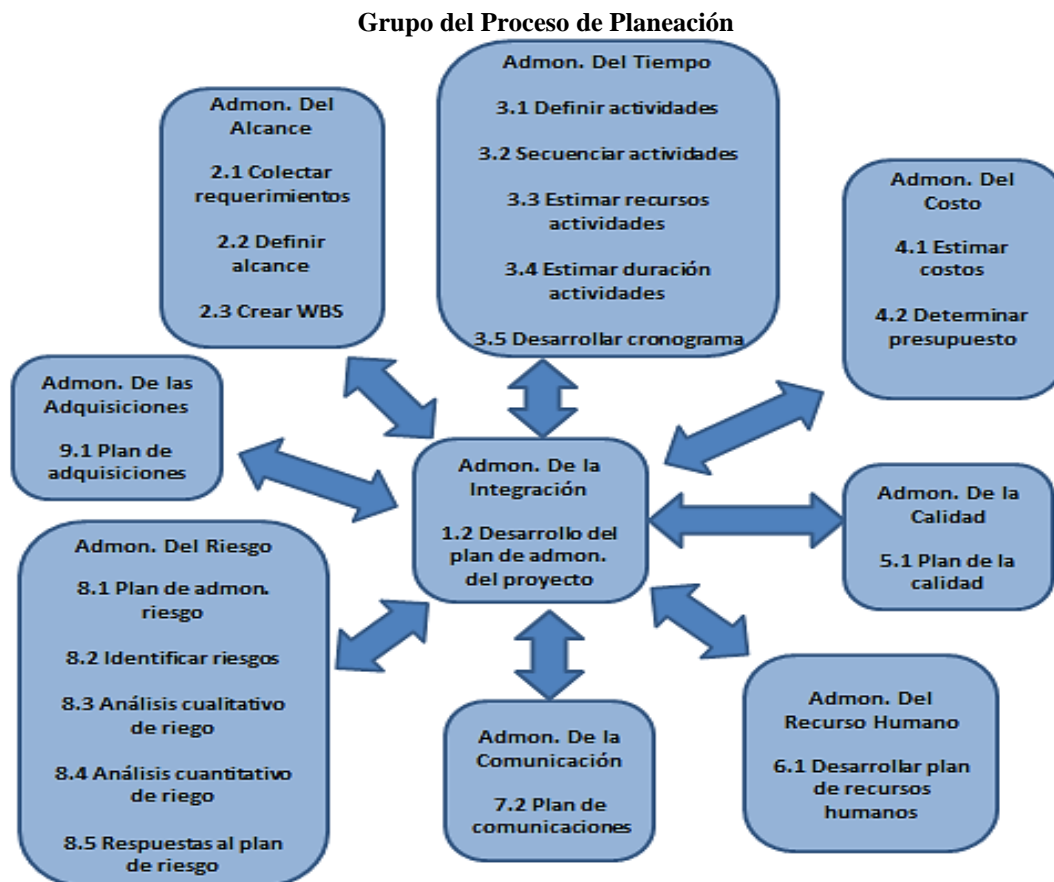 Grupo del Proceso de Planeación
Admon. Del
Alcance
2.1 Colectar
requerimientos
2.2 Definir
alcance
2.3 Crear WBS
Admon. Del Tiempo
3.1 Definir actividades
3.2 Secuenciar actividades
3.3 Estimar recursos
actividades
3.4 Estimar duración
actividades
3.5 Desarrollar cronograma
Admon. Del
Costo
4.1 Estimar
costos
4.2 Determinar
presupuesto
Admon. De las
Adquisiciones
9.1 Plan de
adquisiciones
Admon. De la
Integración
1.2 Desarrollo del
plan de admon.
del proyecto
Admon. De la
Calidad
5.1 Plan de la
calidad
Admon. Del Riesgo
8.1 Plan de admon.
riesgo
8.2 Identificar riesgos
8.3 Análisis cualitativo
de riego
8.4 Análisis cuantitativo
de riego
8.5 Respuestas al plan
de riesgo
Admon. De la
Comunicación
7.2 Plan de
comunicaciones
Admon. Del
Recurso Humano
6.1 Desarrollar plan
de recursos
humanos